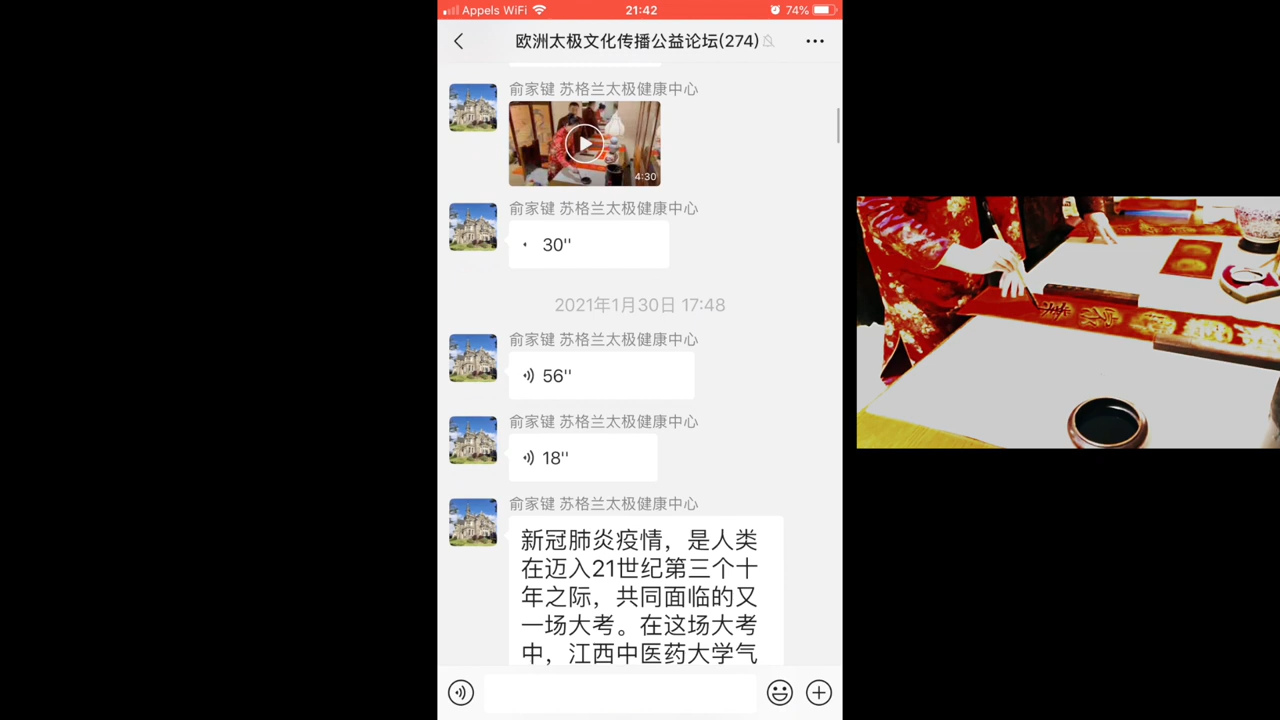 Appels WiFi 21:42 74%
欧洲太极文化传播公益论坛(274)
俞家键 苏格兰太极健康中心
4:30
俞家键 苏格兰太极健康中心
30''
2021年1月30日 17:48
俞家键 苏格兰太极健康中心
56''
俞家键 苏格兰太极健康中心
18''
俞家键 苏格兰太极健康中心
新冠肺炎疫情，是人类
在迈入21世纪第三个十
年之际，共同面临的又
一场大考。在这场大考
中，江西中医药大学气